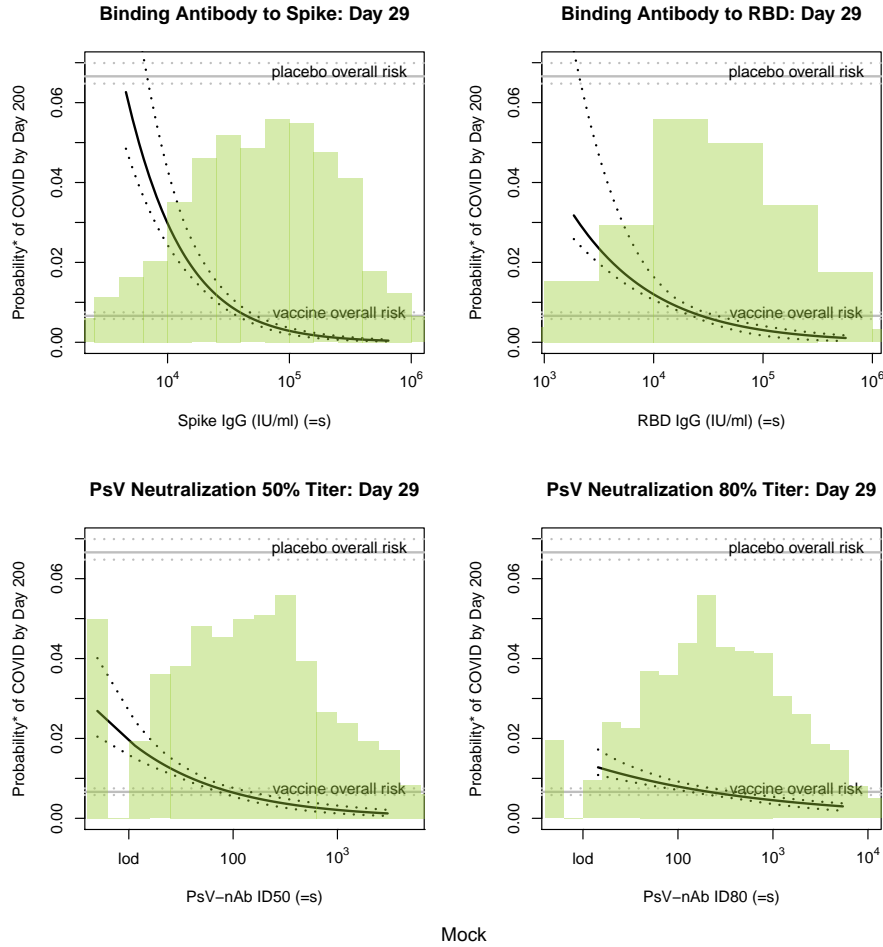 Binding Antibody to Spike: Day 29
Probability* of COVID by Day 200
0.00 0.02 0.04 0.06
placebo overall risk
vaccine overall risk
10^4 10^5 10^6
Spike IgG (IU/ml) (=s)
Binding Antibody to RBD: Day 29
Probability* of COVID by Day 200
0.00 0.02 0.04 0.06
placebo overall risk
vaccine overall risk
10^3 10^4 10^5 10^6
RBD IgG (IU/ml) (=s)
PsV Neutralization 50% Titer: Day 29
Probability* of COVID by Day 200
0.00 0.02 0.04 0.06
placebo overall risk
vaccine overall risk
lod 100 10^3
PsV−nAb ID50 (=s)
PsV Neutralization 80% Titer: Day 29
Probability* of COVID by Day 200
0.00 0.02 0.04 0.06
placebo overall risk
vaccine overall risk
lod 100 10^3 10^4
PsV−nAb ID80 (=s)
Mock